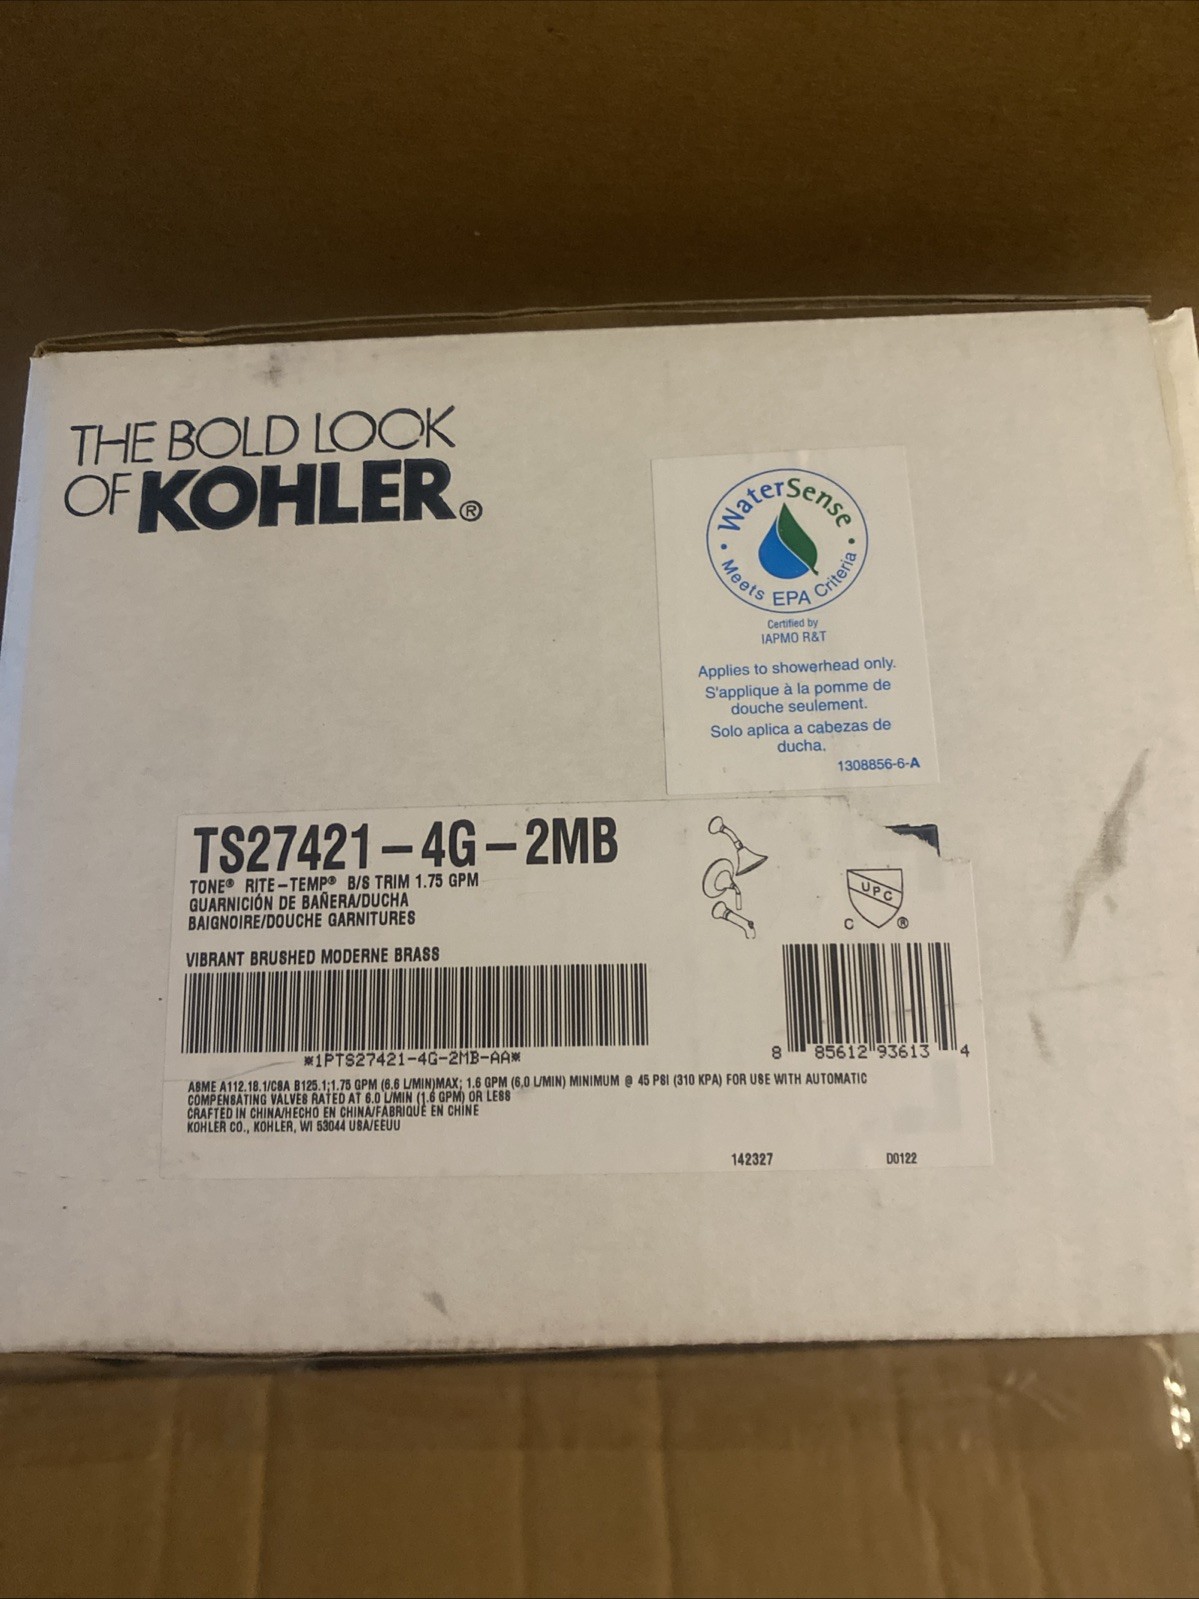 THE BOLD LOOK
OF KOHLER®
WaterSense
Meets EPA Criteria
Certified by
IAPMO R&T
Applies to showerhead only.
S'applique à la pomme de
douche seulement.
Solo aplica a cabezas de
ducha.
1308856-6-A
TS27421-4G-2MB
TONE® RITE-TEMP® B/S TRIM 1.75 GPM
GUARNICIÓN DE BAÑERA/DUCHA
BAIGNOIRE/DOUCHE GARNITURES
UPC
C ®
VIBRANT BRUSHED MODERNE BRASS
*1PTS27421-4G-2MB-AA*
8 85612 93613 4
ASME A112.18.1/CSA B125.1;1.75 GPM (6.6 L/MIN)MAX; 1.6 GPM (6.0 L/MIN) MINIMUM @ 45 PSI (310 KPA) FOR USE WITH AUTOMATIC
COMPENSATING VALVES RATED AT 6.0 L/MIN (1.6 GPM) OR LESS
CRAFTED IN CHINA/HECHO EN CHINA/FABRIQUÉ EN CHINE
KOHLER CO., KOHLER, WI 53044 USA/EEUU
142327
D0122